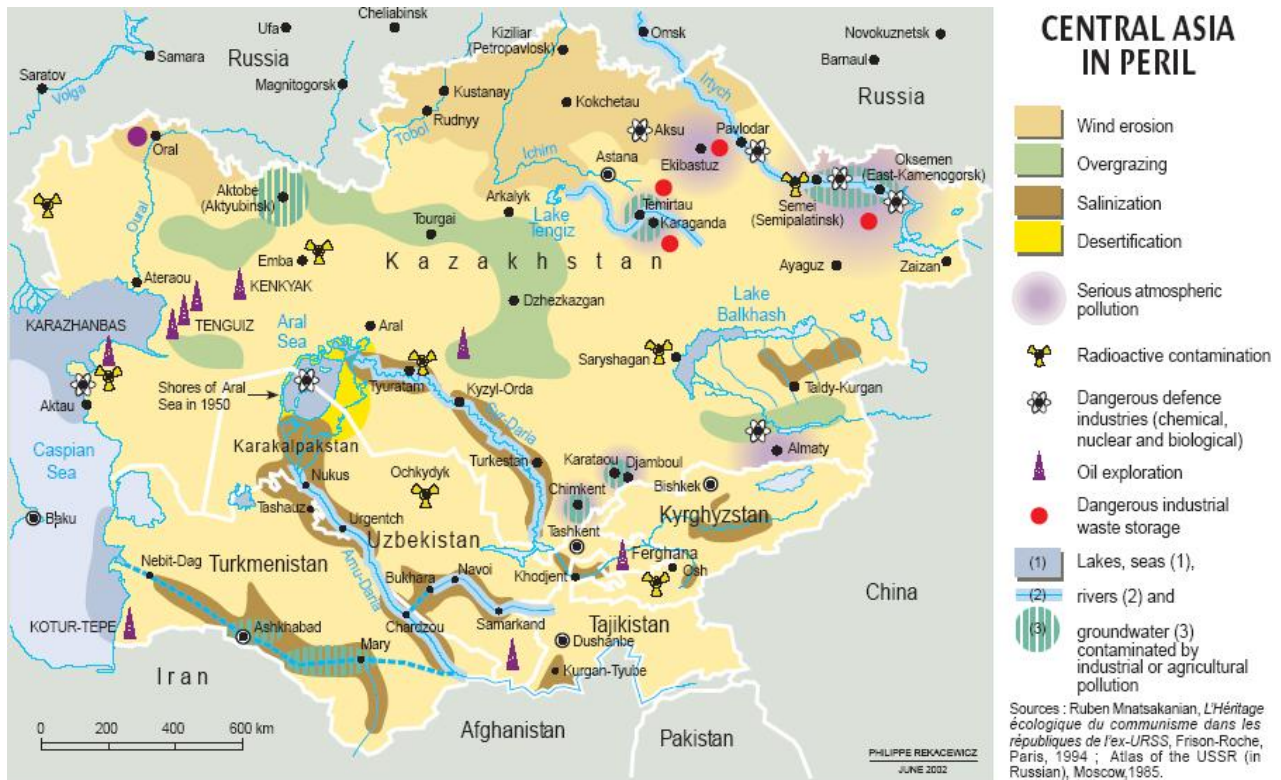 CENTRAL ASIA
IN PERIL
Wind erosion
Overgrazing
Salinization
Desertification
Serious atmospheric
pollution
Radioactive contamination
Dangerous defence
industries (chemical,
nuclear and biological)
Oil exploration
Dangerous industrial
waste storage
(1)
Lakes, seas (1),
(2)
rivers (2) and
(3)
groundwater (3)
contaminated by
industrial or agricultural
pollution
Sources : Ruben Mnatsakanian, L'Héritage
écologique du communisme dans les
républiques de l'ex-URSS, Frison-Roche,
Paris, 1994 ; Atlas of the USSR (in
Russian), Moscow,1985.
Cheliabinsk
Ufa
Samara
Russia
Saratov
Volga
Magnitogorsk
Kiziliar
(Petropavlosk)
Omsk
Novokuznetsk
Barnaul
Russia
Irtych
Kustanay
Rudnyy
Tobol
Kokchetau
Aksu
Pavlodar
Ekibastuz
Oksemen
(East-Kamenogorsk)
Oral
Ichim
Astana
Aktobe
(Aktyubinsk)
Arkalyk
Lake
Tengiz
Temirtau
Karaganda
Semei
(Semipalatinsk)
Oural
Tourgai
Emba
Kazakhstan
Ayaguz
Zaizan
Ateraou
KENKYAK
TENGUIZ
KARAZHANBAS
Dzhezkazgan
Lake
Balkhash
Aral
Sea
Aral
Saryshagan
Shores of Aral
Sea in 1950
Tyuratam
Kyzyl-Orda
Taldy-Kurgan
Aktau
Syr-Daria
Karakalpakstan
Almaty
Caspian
Sea
Nukus
Ochkydyk
Turkestan
Karataou
Djamboul
Bishkek
Chimkent
Tashauz
Urgentch
Baku
Uzbekistan
Tashkent
Kyrghyzstan
Nebit-Dag
Turkmenistan
Amu-Daria
Ferghana
Osh
Khodjent
Bukhara
Navoi
China
KOTUR-TEPE
Ashkhabad
Chardzou
Samarkand
Tajikistan
Mary
Dushanbe
Kurgan-Tyube
Iran
Afghanistan
Pakistan
0 200 400 600 km
PHILIPPE REKACEWICZ
JUNE 2002